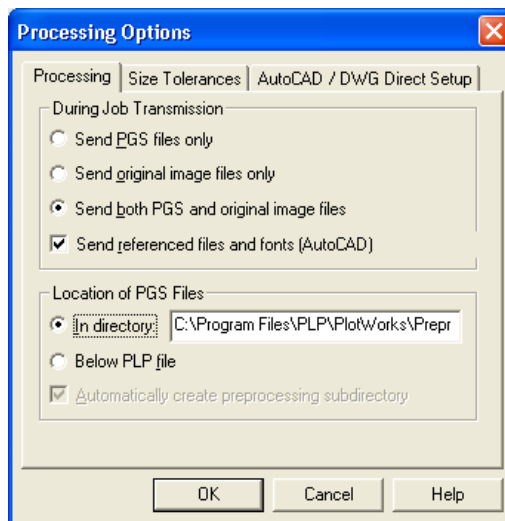 Processing Options
Processing Size Tolerances AutoCAD / DWG Direct Setup
During Job Transmission
Send PGS files only
Send original image files only
Send both PGS and original image files
Send referenced files and fonts (AutoCAD)
Location of PGS Files
In directory: C:\Program Files\PLP\PlotWorks\Prepr
Below PLP file
Automatically create preprocessing subdirectory
OK Cancel Help